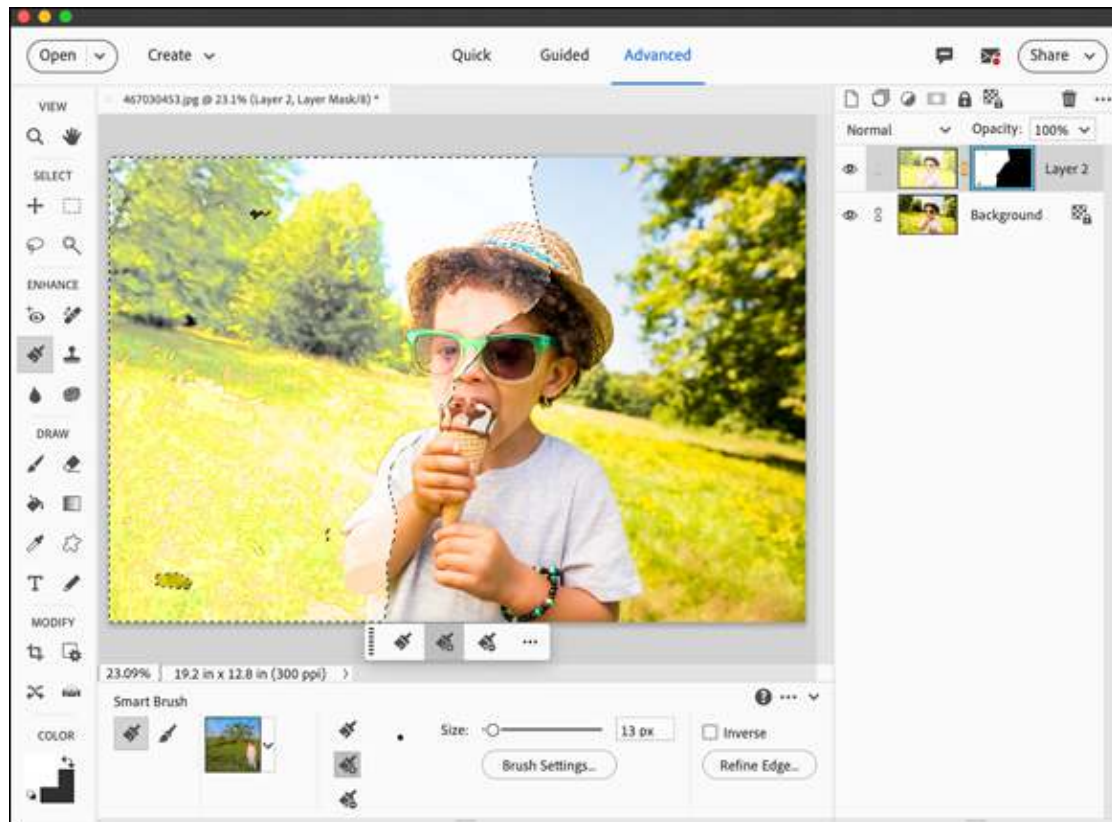 Open
Create
Quick
Guided
Advanced
Share
VIEW
467030453.jpg @ 23.1% (Layer 2, Layer Mask/8) *
SELECT
ENHANCE
DRAW
T
MODIFY
COLOR
Normal
Opacity: 100%
Layer 2
Background
23.09%
19.2 in x 12.8 in (300 ppi)
Smart Brush
Size:
13 px
Inverse
Brush Settings...
Refine Edge...